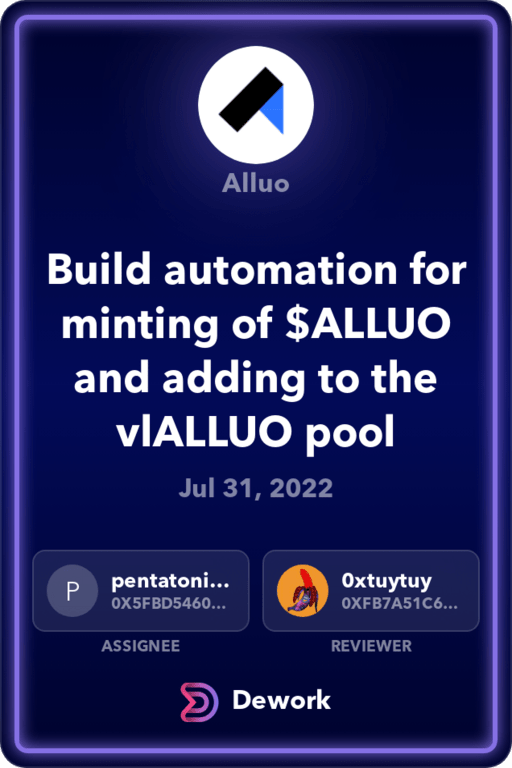 Alluo
Build automation for
minting of $ALLUO
and adding to the
vlALLUO pool
Jul 31, 2022
P
pentatoni...
0X5FBD5460...
ASSIGNEE
0xtuytuy
0XFB7A51C6...
REVIEWER
Dework